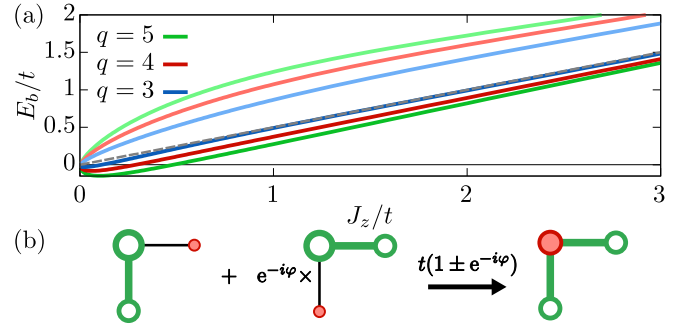 (a)
2
1.5
1
0.5
0
E_b/t
q = 5
q = 4
q = 3
0 1 2 3
J_z/t
(b)
+ e^{-iφ}× t(1 ± e^{-iφ})